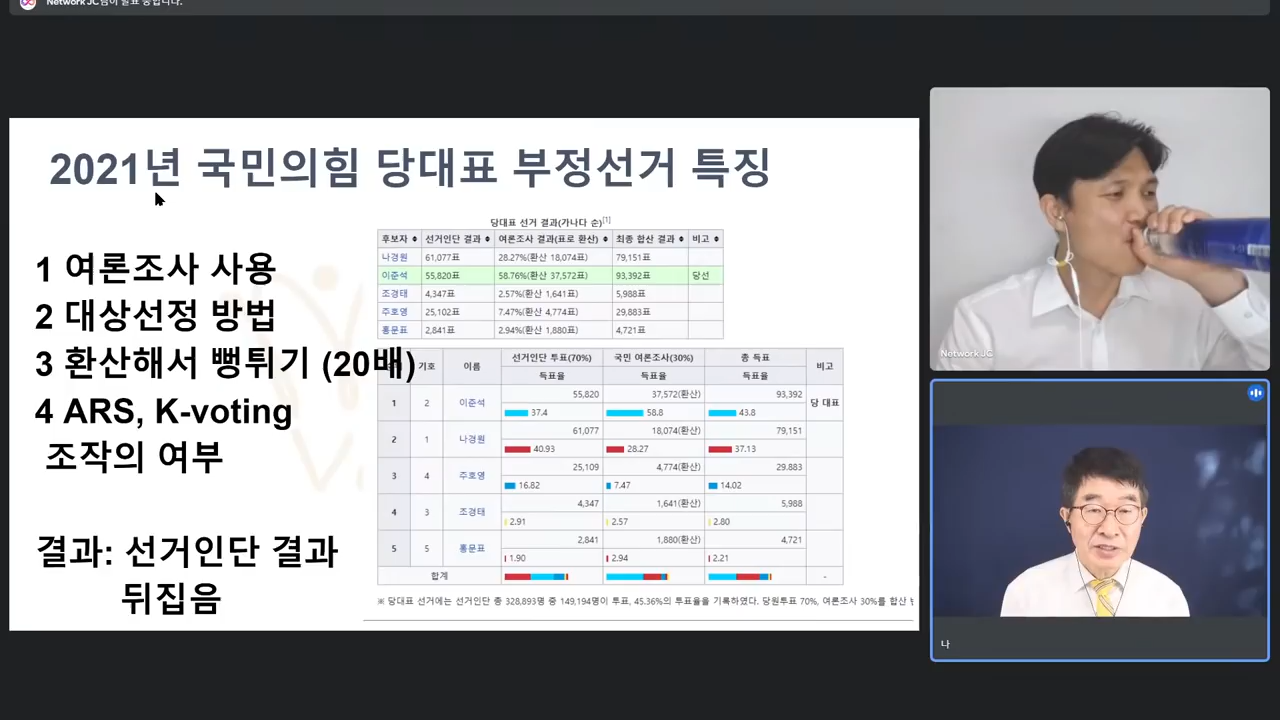 Network JC님이 발표 중입니다.
2021년 국민의힘 당대표 부정선거 특징
1 여론조사 사용
2 대상선정 방법
3 환산해서 뻥튀기 (20배)
4 ARS, K-voting
조작의 여부
결과: 선거인단 결과
뒤집음
당대표 선거 결과(가나다 순)[1]
후보자 선거인단 결과 여론조사 결과(표로 환산) 최종 합산 결과 비고
나경원 61,077표 28.27%(환산 18,074표) 79,151표
이준석 55,820표 58.76%(환산 37,572표) 93,392표 당선
조경태 4,347표 2.57%(환산 1,641표) 5,988표
주호영 25,102표 7.47%(환산 4,774표) 29,883표
홍문표 2,841표 2.94%(환산 1,880표) 4,721표
기호 이름 선거인단 투표(70%) 국민 여론조사(30%) 총 득표 비고
득표율 득표율 득표율
1 2 이준석 55,820 37,572(환산) 93,392 당 대표
37.4 58.8 43.8
2 1 나경원 61,077 18,074(환산) 79,151
40.93 28.27 37.13
3 4 주호영 25,109 4,774(환산) 29.883
16.82 7.47 14.02
4 3 조경태 4,347 1,641(환산) 5,988
2.91 2.57 2.80
5 5 홍문표 2,841 1,880(환산) 4,721
1.90 2.94 2.21
합계 -
※ 당대표 선거에는 선거인단 총 328,893명 중 149,194명이 투표, 45.36%의 투표율을 기록하였다. 당원투표 70%, 여론조사 30%를 합산
Network JC
나